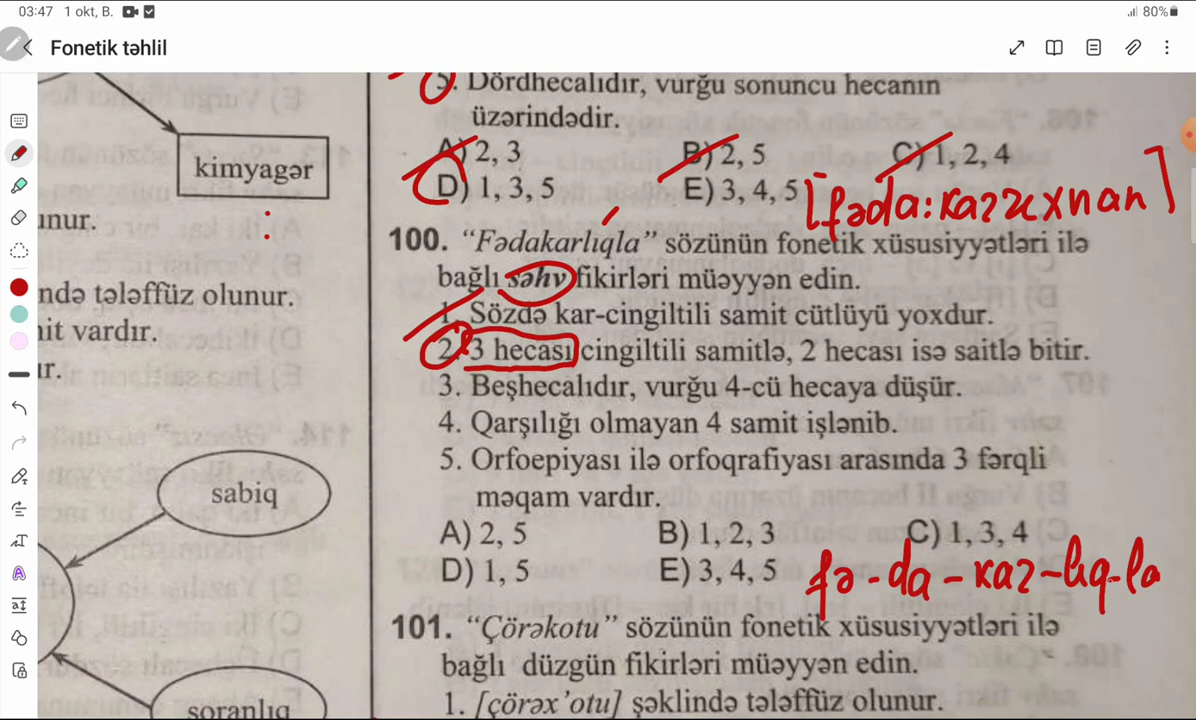 03:47 1 okt, B. 80%
Fonetik təhlil
5. Dördhecalıdır, vurğu sonuncu hecanın
üzərindədir.
A) 2, 3 B) 2, 5 C) 1, 2, 4
D) 1, 3, 5 E) 3, 4, 5
kimyagər
unur.
100. “Fədakarlıqla” sözünün fonetik xüsusiyyətləri ilə
bağlı səhv fikirləri müəyyən edin.
1. Sözdə kar-cingiltili samit cütlüyü yoxdur.
2. 3 hecası cingiltili samitlə, 2 hecası isə saitlə bitir.
3. Beşhecalıdır, vurğu 4-cü hecaya düşür.
4. Qarşılığı olmayan 4 samit işlənib.
5. Orfoepiyası ilə orfoqrafiyası arasında 3 fərqli
məqam vardır.
A) 2, 5 B) 1, 2, 3 C) 1, 3, 4
D) 1, 5 E) 3, 4, 5
fə-da-kar-lıq-la
ndə tələffüz olunur.
it vardır.
ır.
sabiq
101. “Çörəkotu” sözünün fonetik xüsusiyyətləri ilə
bağlı düzgün fikirləri müəyyən edin.
1. [çörəx’otu] şəklində tələffüz olunur.
soranlıq